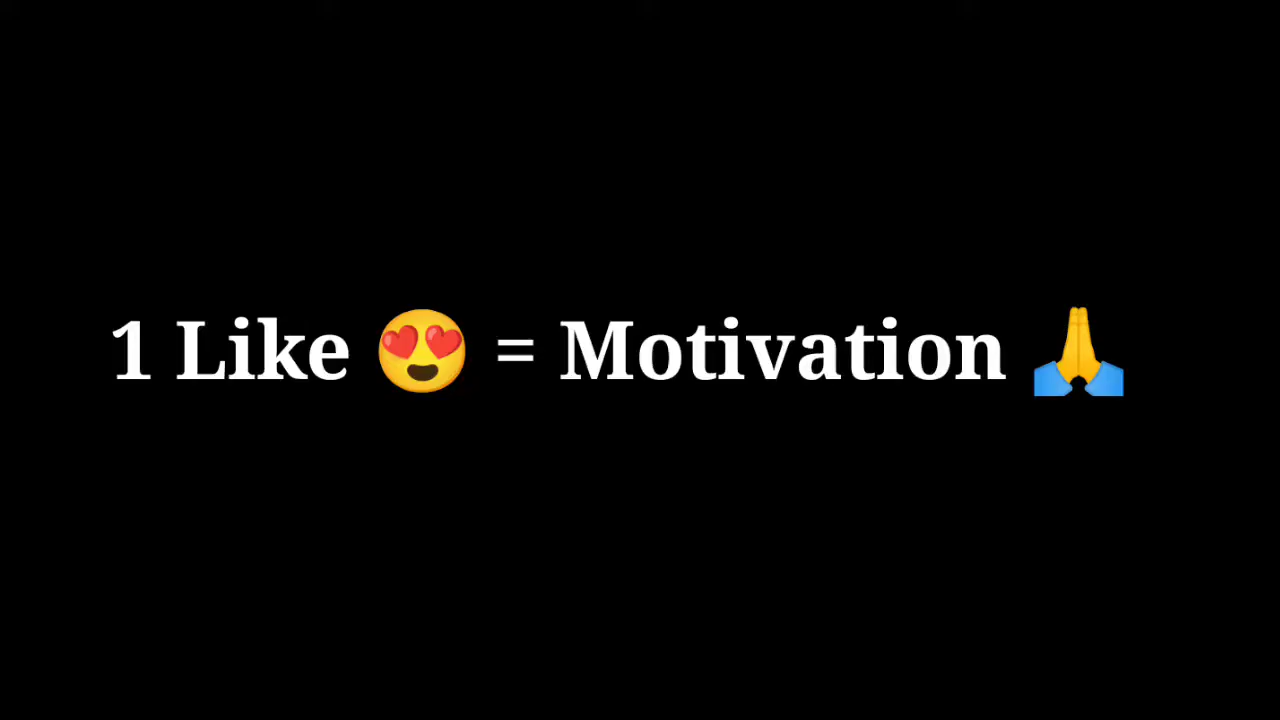 1 Like 😍 = Motivation 🙏